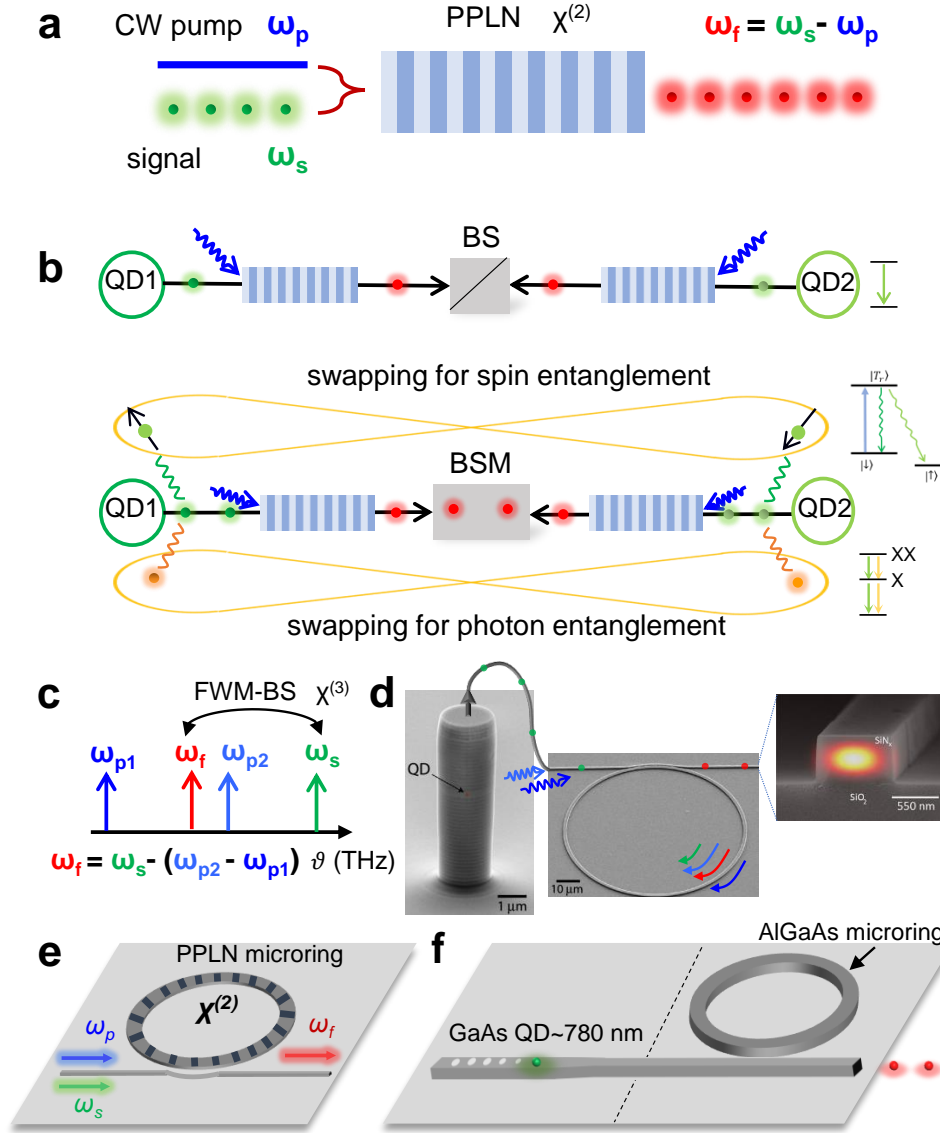 a
CW pump ωp
PPLN χ(2)
ωf = ωs- ωp
signal ωs
b
BS
QD1
QD2
swapping for spin entanglement
|Tr⟩
|↓⟩
|↑⟩
BSM
QD1
QD2
XX
X
swapping for photon entanglement
c
FWM-BS χ(3)
ωp1
ωf
ωp2
ωs
ωf = ωs- (ωp2 - ωp1) ϑ (THz)
d
QD
1 μm
10 μm
SiNx
SiO2
550 nm
e
PPLN microring
χ(2)
ωp
ωf
ωs
f
AlGaAs microring
GaAs QD~780 nm